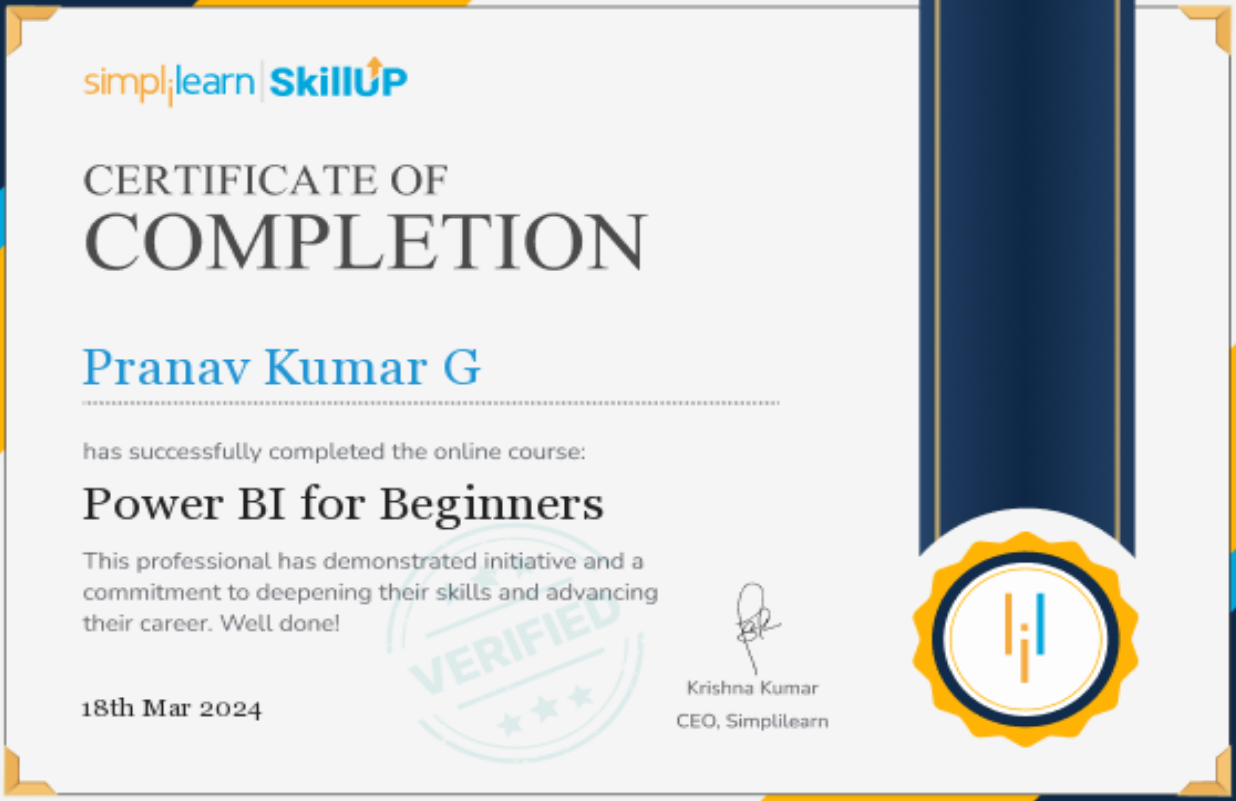 simplilearn | SkillUP
CERTIFICATE OF
COMPLETION
Pranav Kumar G
has successfully completed the online course:
Power BI for Beginners
This professional has demonstrated initiative and a
commitment to deepening their skills and advancing
their career. Well done!
VERIFIED
18th Mar 2024
Krishna Kumar
CEO, Simplilearn